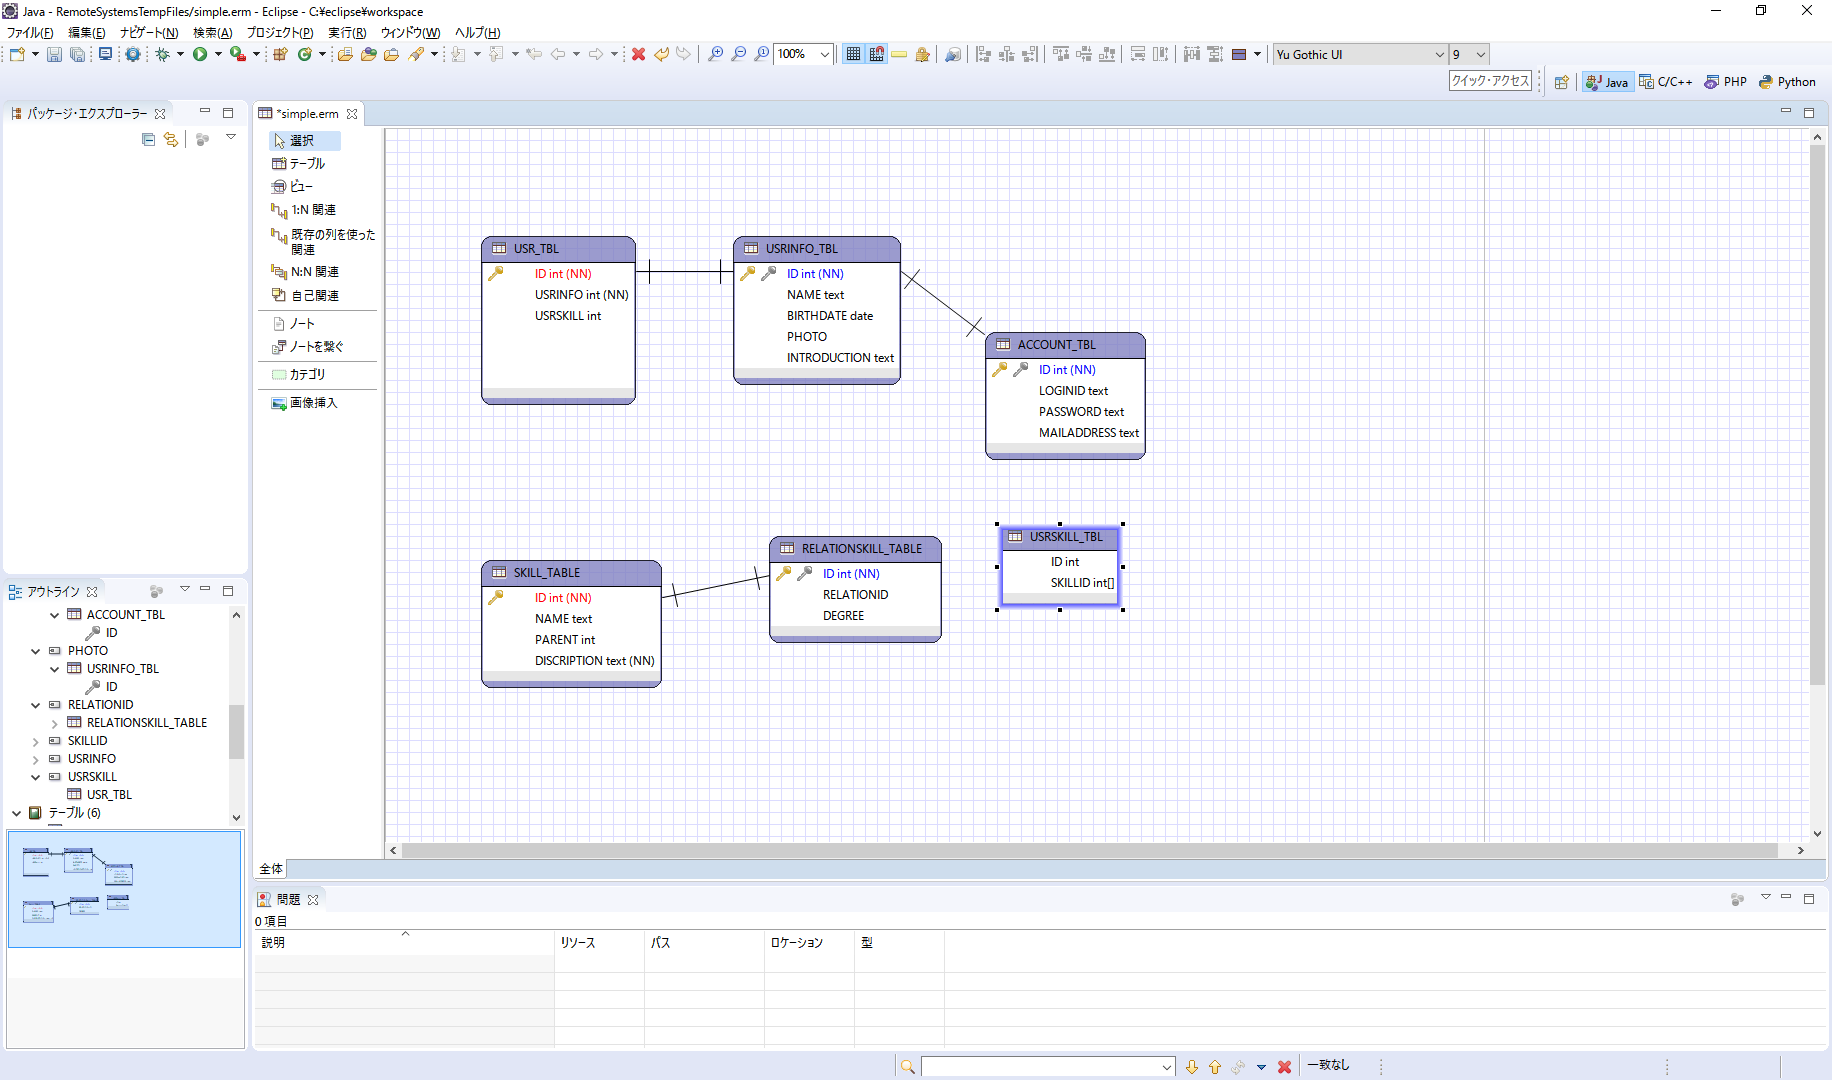 Java - RemoteSystemsTempFiles/simple.erm - Eclipse - C:¥eclipse¥workspace
ファイル(F) 編集(E) ナビゲート(N) 検索(A) プロジェクト(P) 実行(R) ウィンドウ(W) ヘルプ(H)
100%
Yu Gothic UI
9
クイック・アクセス
Java
C/C++
PHP
Python
パッケージ・エクスプローラー
*simple.erm
選択
テーブル
ビュー
1:N 関連
既存の列を使った
関連
N:N 関連
自己関連
ノート
ノートを繋ぐ
カテゴリ
画像挿入
USR_TBL
ID int (NN)
USRINFO int (NN)
USRSKILL int
USRINFO_TBL
ID int (NN)
NAME text
BIRTHDATE date
PHOTO
INTRODUCTION text
ACCOUNT_TBL
ID int (NN)
LOGINID text
PASSWORD text
MAILADDRESS text
SKILL_TABLE
ID int (NN)
NAME text
PARENT int
DISCRIPTION text (NN)
RELATIONSKILL_TABLE
ID int (NN)
RELATIONID
DEGREE
USRSKILL_TBL
ID int
SKILLID int[]
アウトライン
ACCOUNT_TBL
ID
PHOTO
USRINFO_TBL
ID
RELATIONID
RELATIONSKILL_TABLE
SKILLID
USRINFO
USRSKILL
USR_TBL
テーブル (6)
全体
問題
0 項目
説明 リソース パス ロケーション 型
一致なし